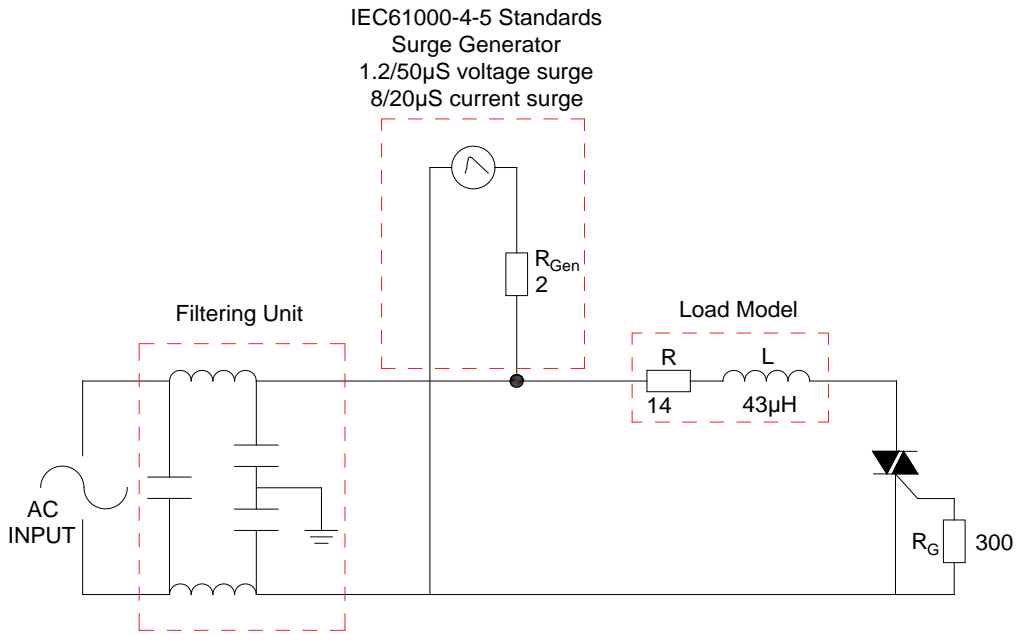 IEC61000-4-5 Standards
Surge Generator
1.2/50µS voltage surge
8/20µS current surge
RGen
2
Filtering Unit
Load Model
R
L
14
43µH
AC
INPUT
RG
300